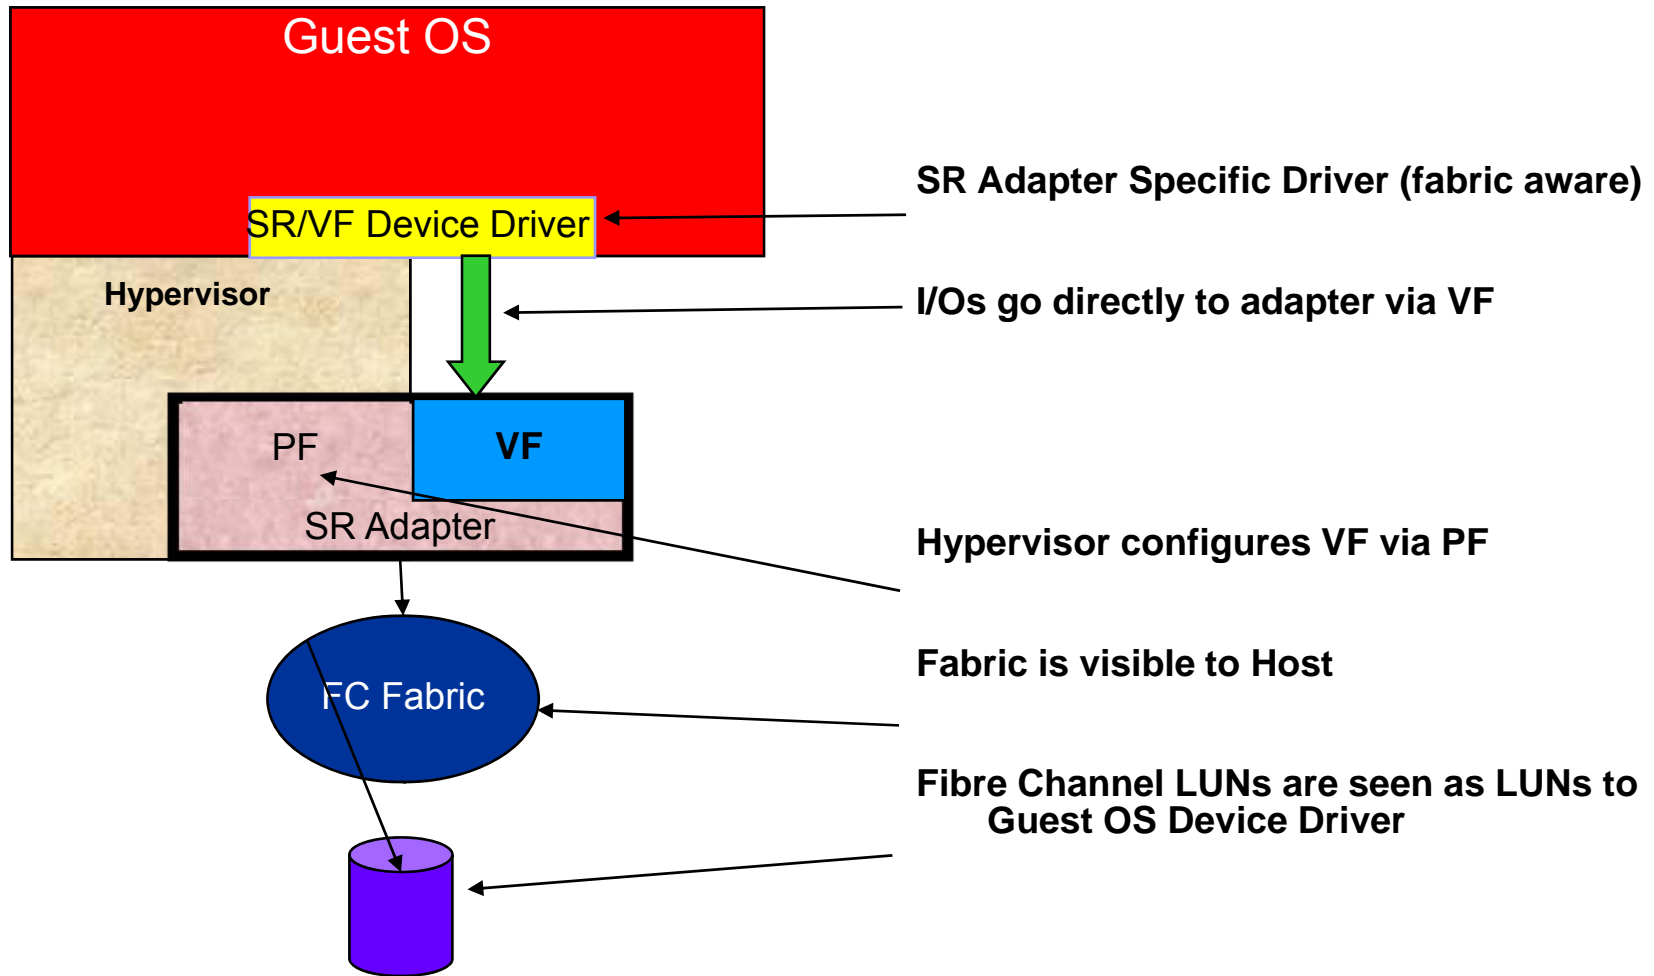 Guest OS
SR/VF Device Driver
SR Adapter Specific Driver (fabric aware)
Hypervisor
I/Os go directly to adapter via VF
PF
VF
SR Adapter
Hypervisor configures VF via PF
FC Fabric
Fabric is visible to Host
Fibre Channel LUNs are seen as LUNs to
Guest OS Device Driver